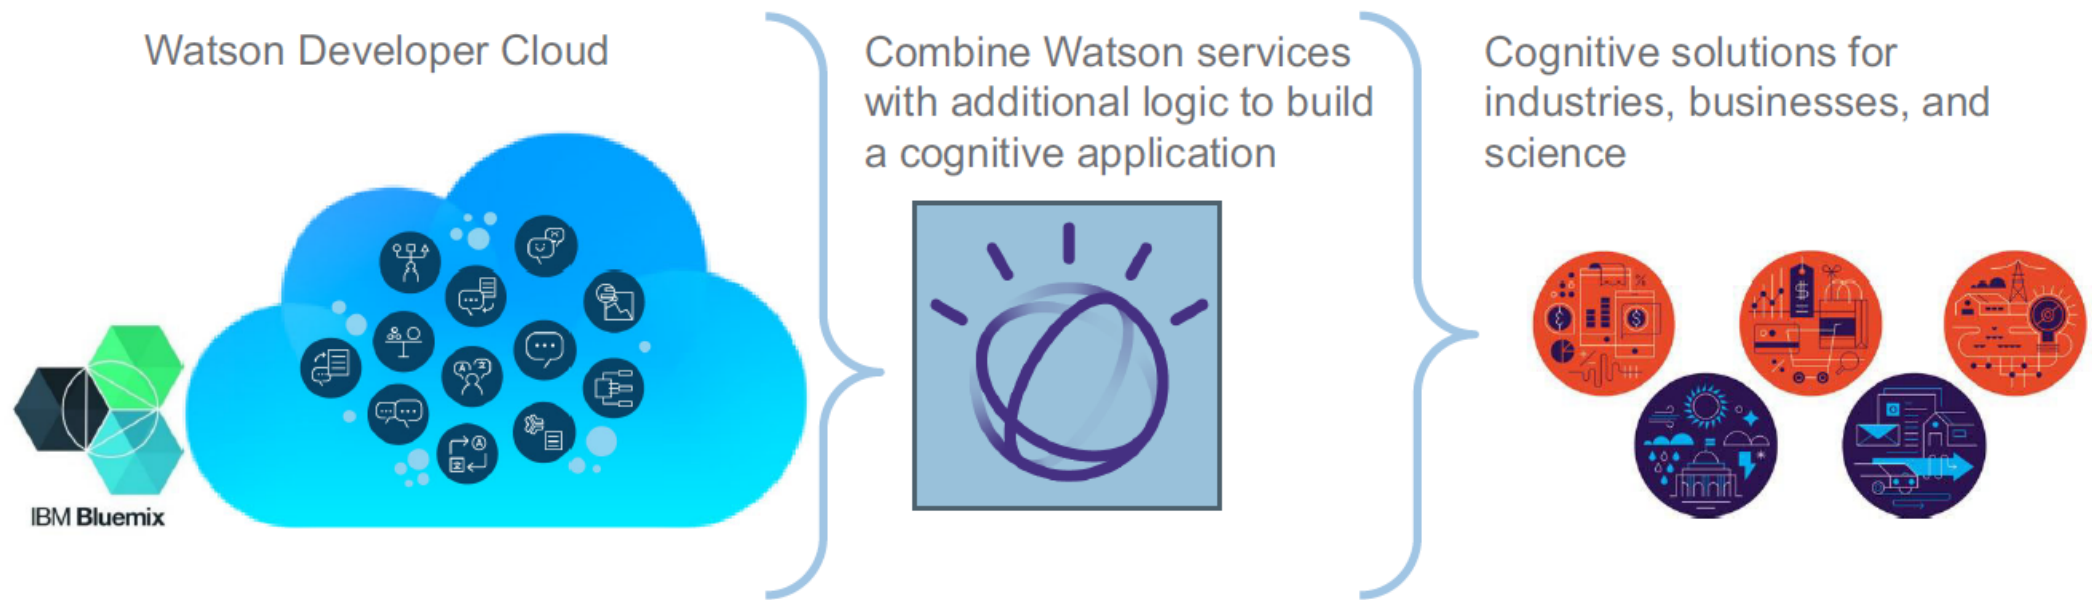 Watson Developer Cloud
Combine Watson services
with additional logic to build
a cognitive application
Cognitive solutions for
industries, businesses, and
science
IBM Bluemix